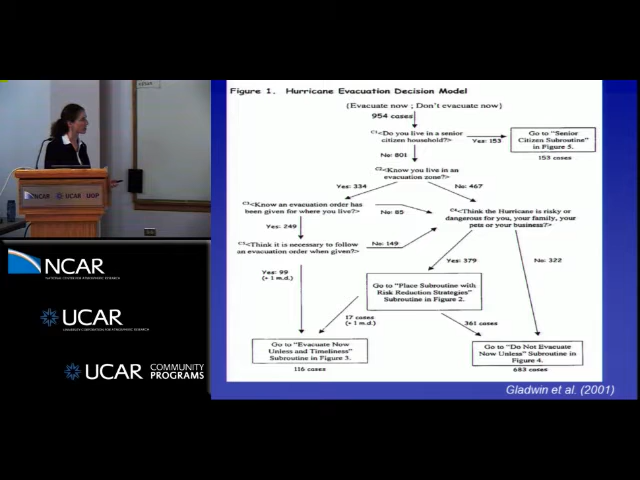 Figure 1. Hurricane Evacuation Decision Model
{Evacuate now ; Don't evacuate now}
954 cases
C1<Do you live in a senior
citizen household?>
Yes: 153
Go to "Senior
Citizen Subroutine"
in Figure 5.
153 cases
No: 801
C2<Know you live in an
evacuation zone?>
Yes: 334
No: 467
C3<Know an evacuation order has
been given for where you live?>
No: 85
C4<Think the Hurricane is risky or
dangerous for you, your family, your
pets or your business?>
Yes: 249
<Think it is necessary to follow
an evacuation order when given?>
No: 149
Yes: 99
(+1 m.d.)
Yes: 379
No: 322
Go to "Place Subroutine with
Risk Reduction Strategies"
Subroutine in Figure 2.
17 cases
(+1 m.d.)
361 cases
Go to "Evacuate Now
Unless and Timeliness"
Subroutine in Figure 3.
116 cases
Go to "Do Not Evacuate
Now Unless" Subroutine in
Figure 4.
683 cases
Gladwin et al. (2001)
NCAR UCAR UOP
NCAR
NATIONAL CENTER FOR ATMOSPHERIC RESEARCH
UCAR
UNIVERSITY CORPORATION FOR ATMOSPHERIC RESEARCH
UCAR COMMUNITY
PROGRAMS